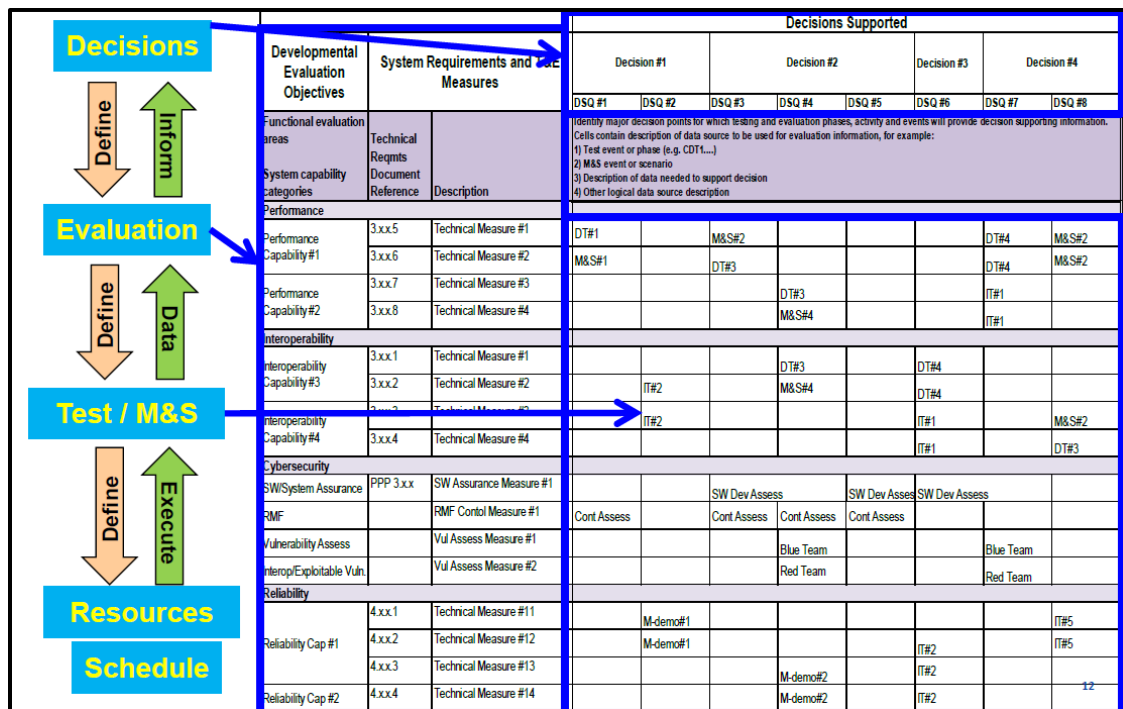 Decisions
Define
Inform
Evaluation
Define
Data
Test / M&S
Define
Execute
Resources
Schedule
Decisions Supported
Developmental Evaluation Objectives
System Requirements and T&E Measures
Decision #1 Decision #2 Decision #3 Decision #4
DSQ #1 DSQ #2 DSQ #3 DSQ #4 DSQ #5 DSQ #6 DSQ #7 DSQ #8
Functional evaluation areas
System capability categories
Technical Reqmts Document Reference
Description
Identify major decision points for which testing and evaluation phases, activity and events will provide decision supporting information.
Cells contain description of data source to be used for evaluation information, for example:
1) Test event or phase (e.g. CDT1....)
2) M&S event or scenario
3) Description of data needed to support decision
4) Other logical data source description
Performance
Performance Capability #1
3.x.x.5 Technical Measure #1 DT#1 M&S#2 DT#4 M&S#2
3.x.x.6 Technical Measure #2 M&S#1 DT#3 DT#4 M&S#2
Performance Capability #2
3.x.x.7 Technical Measure #3 DT#3 IT#1
3.x.x.8 Technical Measure #4 M&S#4 IT#1
Interoperability
Interoperability Capability #3
3.x.x.1 Technical Measure #1 DT#3 DT#4
3.x.x.2 Technical Measure #2 IT#2 M&S#4 DT#4
Interoperability Capability #4
IT#2 IT#1 M&S#2
3.x.x.4 Technical Measure #4 IT#1 DT#3
Cybersecurity
SW/System Assurance PPP 3.x.x SW Assurance Measure #1 SW Dev Assess SW Dev Asses SW Dev Assess
RMF RMF Contol Measure #1 Cont Assess Cont Assess Cont Assess Cont Assess
Vulnerability Assess Vul Assess Measure #1 Blue Team Blue Team
Interop/Exploitable Vuln. Vul Assess Measure #2 Red Team Red Team
Reliability
Reliability Cap #1
4.x.x.1 Technical Measure #11 M-demo#1 IT#5
4.x.x.2 Technical Measure #12 M-demo#1 IT#2 IT#5
4.x.x.3 Technical Measure #13 M-demo#2 IT#2
Reliability Cap #2 4.x.x.4 Technical Measure #14 M-demo#2 IT#2
12